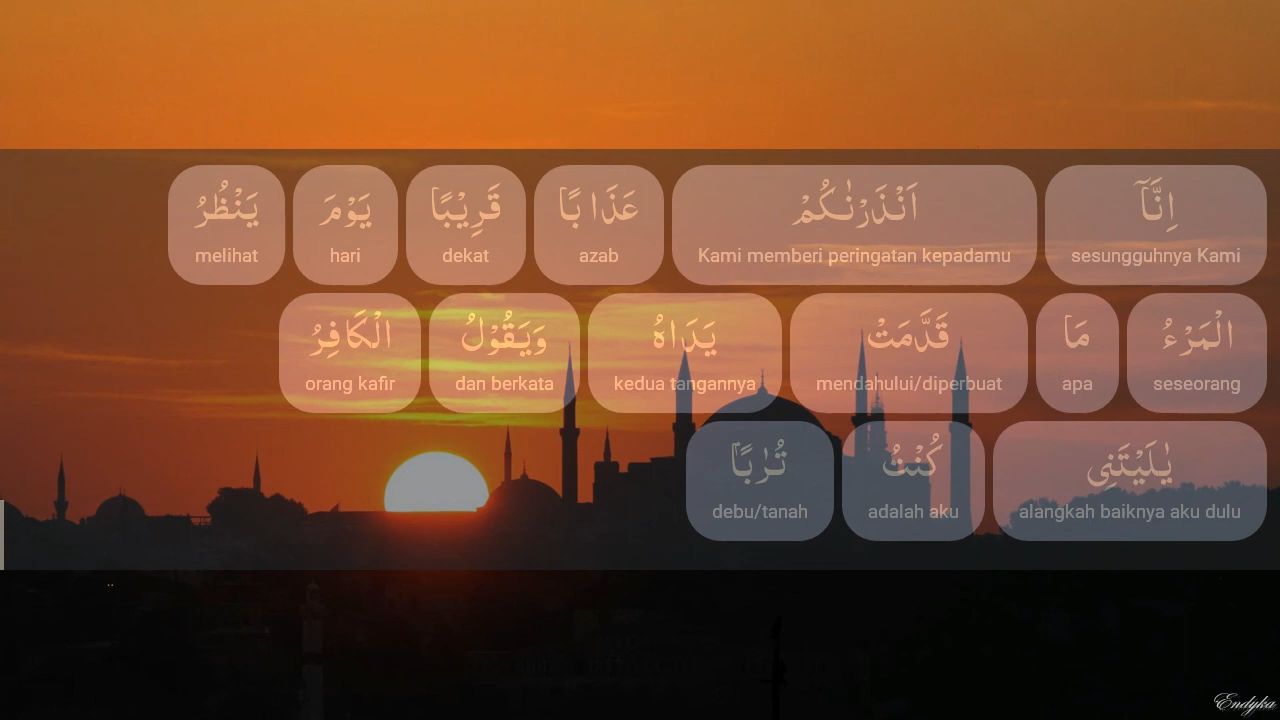 اِنَّآ اَنْذَرْنٰكُمْ عَذَابًا قَرِيْبًا يَوْمَ يَنْظُرُ
sesungguhnya Kami Kami memberi peringatan kepadamu azab dekat hari melihat
الْمَرْءُ مَا قَدَّمَتْ يَدَاهُ وَيَقُوْلُ الْكَافِرُ
seseorang apa mendahului/diperbuat kedua tangannya dan berkata orang kafir
يٰلَيْتَنِى كُنْتُ تُرٰبًا
alangkah baiknya aku dulu adalah aku debu/tanah
Endyka